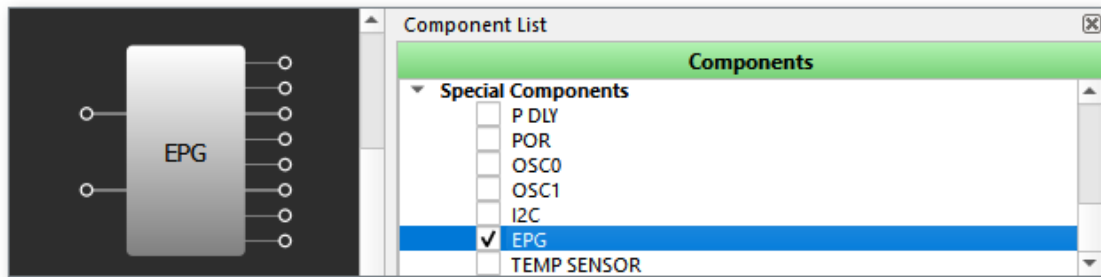 EPG
Component List
Components
Special Components
P DLY
POR
OSC0
OSC1
I2C
EPG
TEMP SENSOR